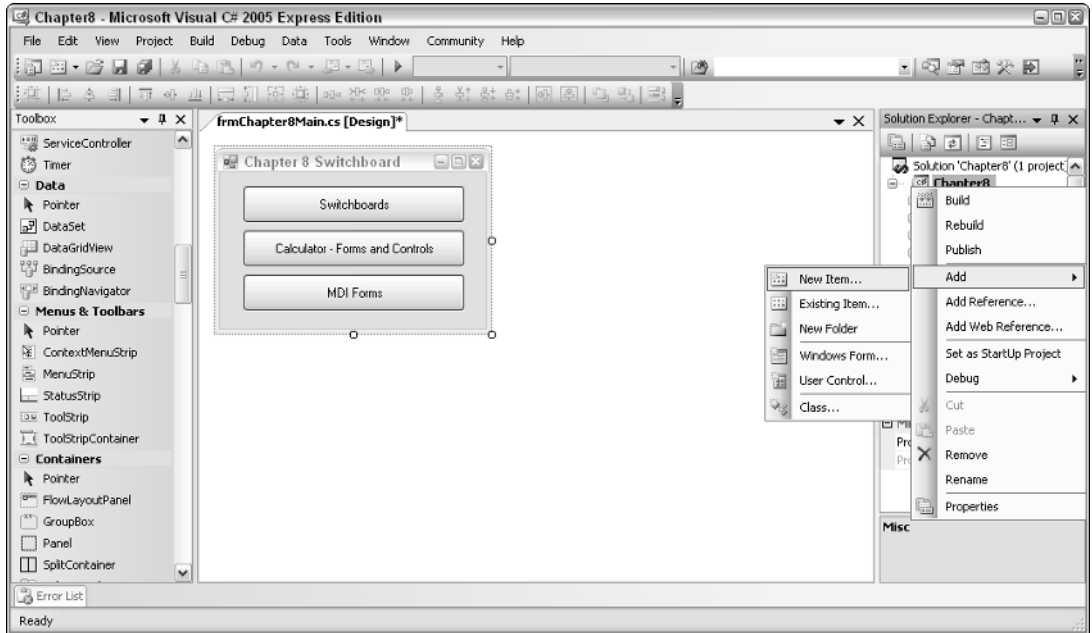 Chapter8 - Microsoft Visual C# 2005 Express Edition
File Edit View Project Build Debug Data Tools Window Community Help
Toolbox
ServiceController
Timer
Data
Pointer
DataSet
DataGridView
BindingSource
BindingNavigator
Menus & Toolbars
Pointer
ContextMenuStrip
MenuStrip
StatusStrip
ToolStrip
ToolStripContainer
Containers
Pointer
FlowLayoutPanel
GroupBox
Panel
SplitContainer
frmChapter8Main.cs [Design]*
Chapter 8 Switchboard
Switchboards
Calculator - Forms and Controls
MDI Forms
Solution Explorer - Chapt...
Solution 'Chapter8' (1 project)
Chapter8
Build
Rebuild
Publish
Add
Add Reference...
Add Web Reference...
Set as StartUp Project
Debug
Cut
Paste
Remove
Rename
Properties
New Item...
Existing Item...
New Folder
Windows Form...
User Control...
Class...
Mi
Pro
Pro
Misc
Error List
Ready